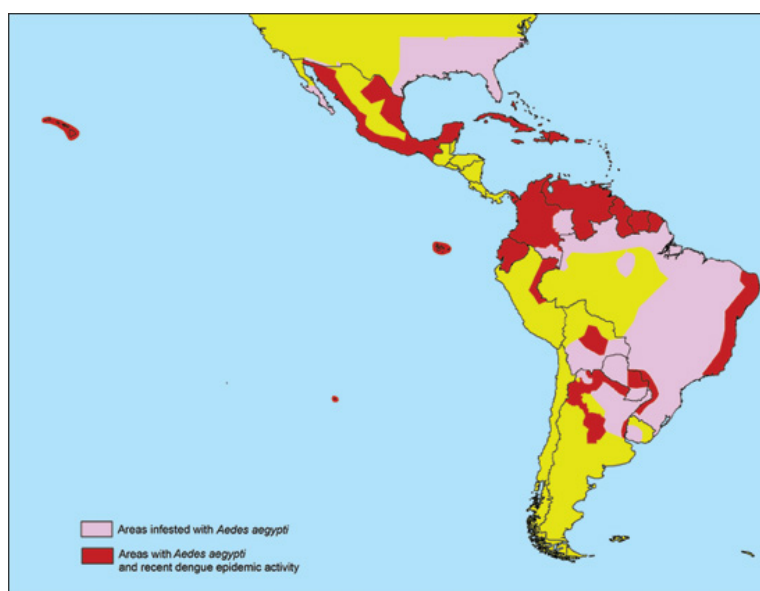 Areas infested with Aedes aegypti
Areas with Aedes aegypti
and recent dengue epidemic activity